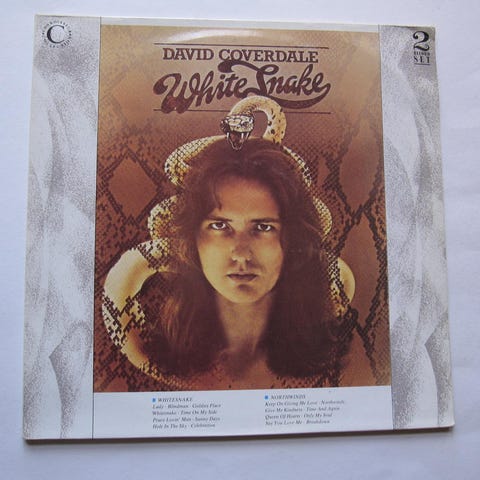 C
2
RECORD
SET
DAVID COVERDALE
White Snake
WHITESNAKE
Lady · Blindman · Goldies Place
Whitesnake · Time On My Side
Peace Lovin' Man · Sunny Days
Hole In The Sky · Celebration
NORTHWINDS
Keep On Giving Me Love · Northwinds,
Give Me Kindness · Time And Again
Queen Of Hearts · Only My Soul
Say You Love Me · Breakdown